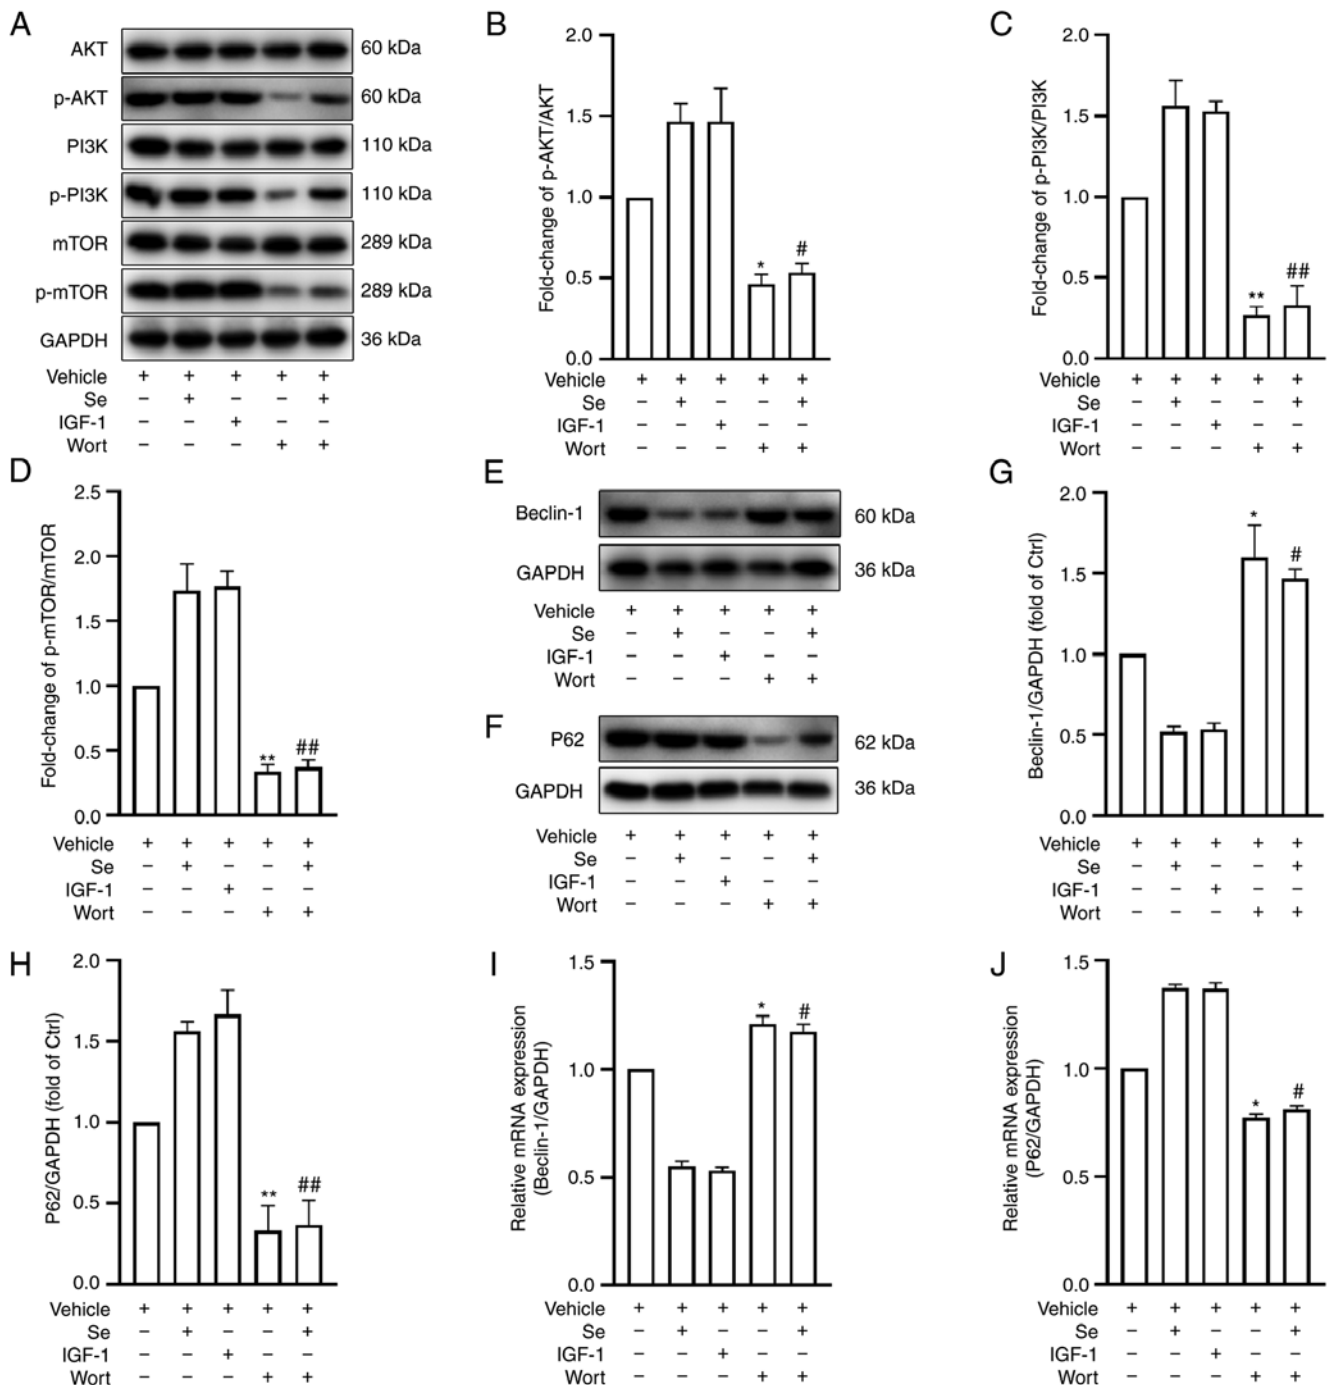 A
AKT 60 kDa
p-AKT 60 kDa
PI3K 110 kDa
p-PI3K 110 kDa
mTOR 289 kDa
p-mTOR 289 kDa
GAPDH 36 kDa
Vehicle + + + + +
Se – + – – +
IGF-1 – – + – –
Wort – – – + +
B
Fold-change of p-AKT/AKT
2.0
1.5
1.0
0.5
0.0
*
#
Vehicle + + + + +
Se – + – – +
IGF-1 – – + – –
Wort – – – + +
C
Fold-change of p-PI3K/PI3K
2.0
1.5
1.0
0.5
0.0
**
##
Vehicle + + + + +
Se – + – – +
IGF-1 – – + – –
Wort – – – + +
D
Fold-change of p-mTOR/mTOR
2.5
2.0
1.5
1.0
0.5
0.0
**
##
Vehicle + + + + +
Se – + – – +
IGF-1 – – + – –
Wort – – – + +
E
Beclin-1 60 kDa
GAPDH 36 kDa
Vehicle + + + + +
Se – + – – +
IGF-1 – – + – –
Wort – – – + +
F
P62 62 kDa
GAPDH 36 kDa
Vehicle + + + + +
Se – + – – +
IGF-1 – – + – –
Wort – – – + +
G
Beclin-1/GAPDH (fold of Ctrl)
2.0
1.5
1.0
0.5
0.0
*
#
Vehicle + + + + +
Se – + – – +
IGF-1 – – + – –
Wort – – – + +
H
P62/GAPDH (fold of Ctrl)
2.0
1.5
1.0
0.5
0.0
**
##
Vehicle + + + + +
Se – + – – +
IGF-1 – – + – –
Wort – – – + +
I
Relative mRNA expression
(Beclin-1/GAPDH)
1.5
1.0
0.5
0.0
*
#
Vehicle + + + + +
Se – + – – +
IGF-1 – – + – –
Wort – – – + +
J
Relative mRNA expression
(P62/GAPDH)
1.5
1.0
0.5
0.0
*
#
Vehicle + + + + +
Se – + – – +
IGF-1 – – + – –
Wort – – – + +